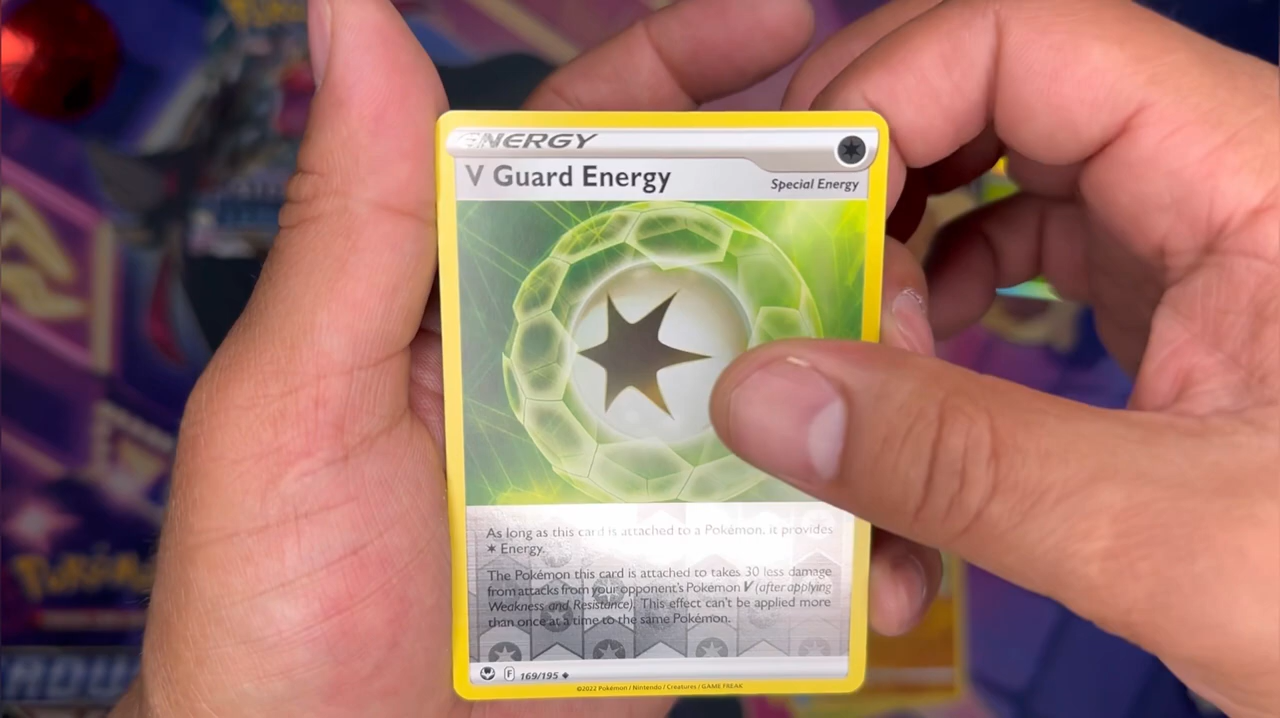 Pokémon
ENERGY
V Guard Energy
Special Energy
As long as this card is attached to a Pokémon, it provides
✶ Energy.
The Pokémon this card is attached to takes 30 less damage
from attacks from your opponent's Pokémon V (after applying
Weakness and Resistance). This effect can't be applied more
than once at a time to the same Pokémon.
F 169/195
©2022 Pokémon / Nintendo / Creatures / GAME FREAK
Pokémon